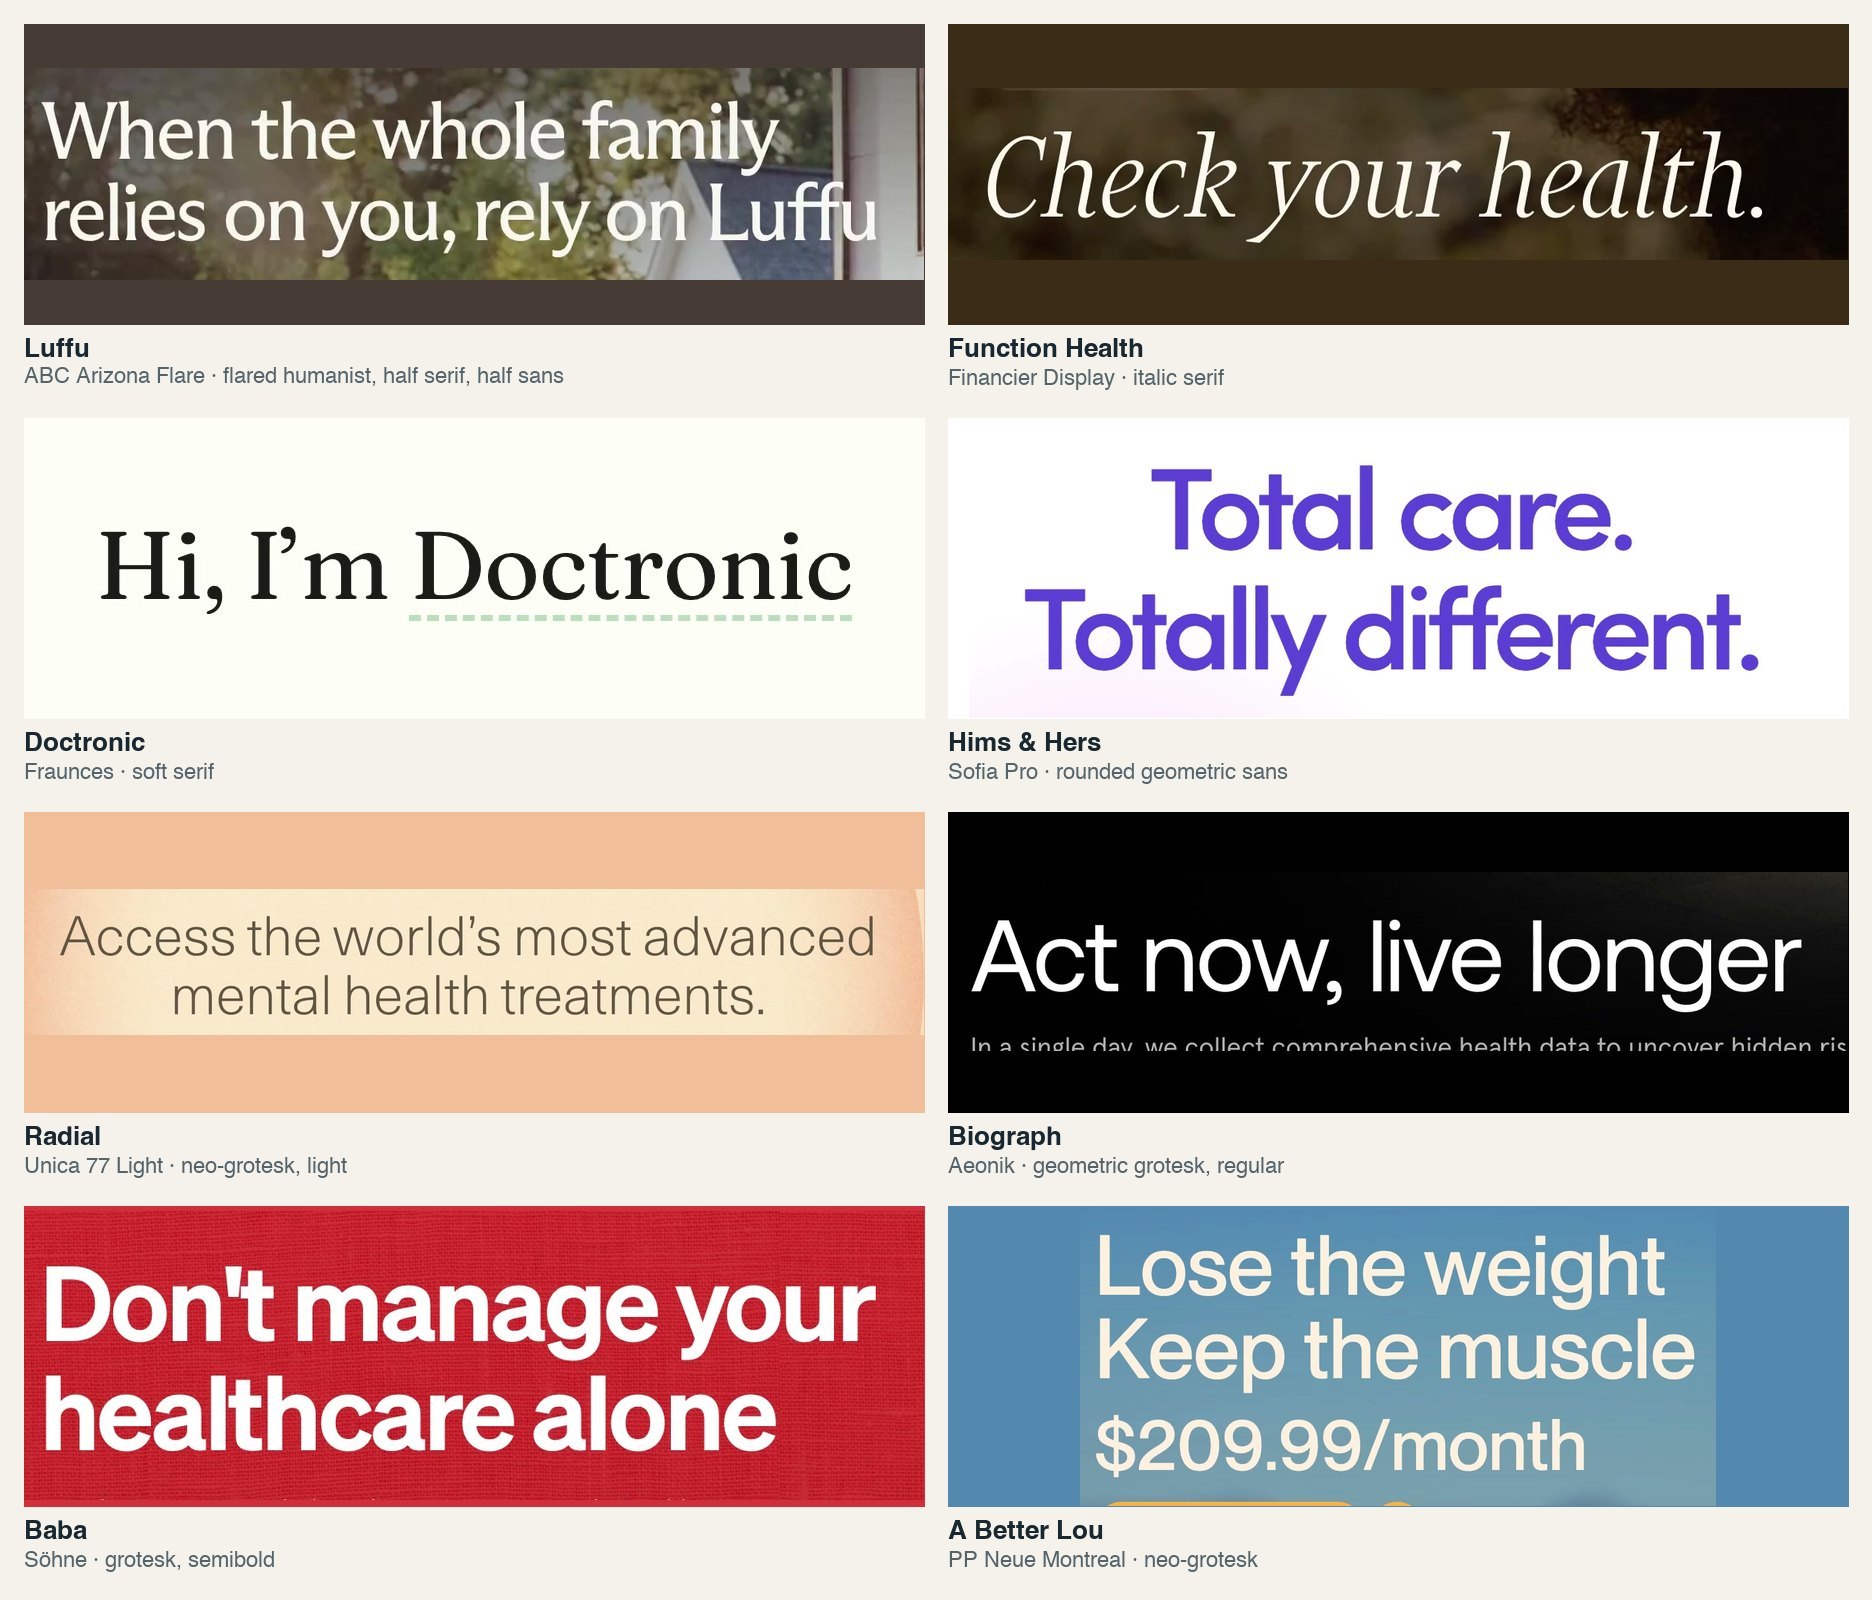 When the whole family
relies on you, rely on Luffu
Luffu
ABC Arizona Flare · flared humanist, half serif, half sans
Check your health.
Function Health
Financier Display · italic serif
Hi, I’m Doctronic
Doctronic
Fraunces · soft serif
Total care.
Totally different.
Hims & Hers
Sofia Pro · rounded geometric sans
Access the world’s most advanced
mental health treatments.
Radial
Unica 77 Light · neo-grotesk, light
Act now, live longer
In a single day, we collect comprehensive health data to uncover hidden ris
Biograph
Aeonik · geometric grotesk, regular
Don't manage your
healthcare alone
Baba
Söhne · grotesk, semibold
Lose the weight
Keep the muscle
$209.99/month
A Better Lou
PP Neue Montreal · neo-grotesk